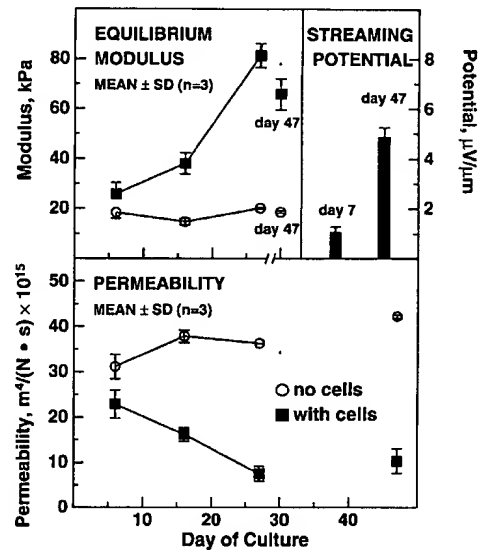 EQUILIBRIUM
MODULUS
MEAN ± SD (n=3)
STREAMING
POTENTIAL
Modulus, kPa
80
60
40
20
day 47
day 47
day 7
day 47
8
6
4
2
Potential, μV/μm
PERMEABILITY
MEAN ± SD (n=3)
Permeability, m⁴/(N • s) × 10¹⁵
50
40
30
20
10
0
no cells
with cells
10
20
30
40
Day of Culture